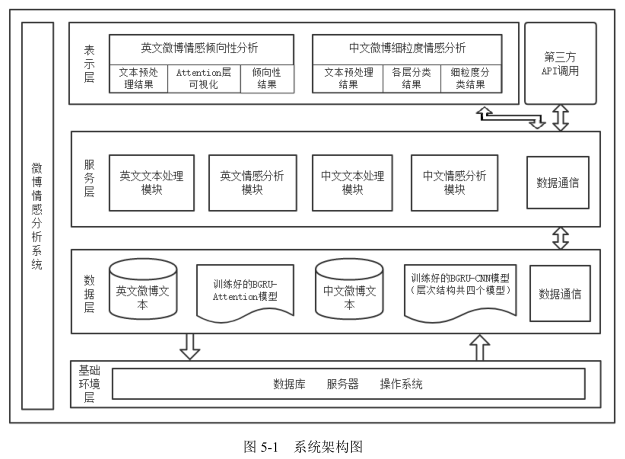 微博情感分析系统
表示层
英文微博情感倾向性分析
文本预处
理结果
Attention层
可视化
倾向性
结果
中文微博细粒度情感分析
文本预处理
结果
各层分类
结果
细粒度分
类结果
第三方
API调用
服务层
英文文本处理
模块
英文情感分析
模块
中文文本处理
模块
中文情感分析
模块
数据通信
数据层
英文微博文
本
训练好的BGRU-
Attention模型
中文微博文
本
训练好的BGRU-CNN模型
（层次结构共四个模型）
数据通信
基础
环境
层
数据库 服务器 操作系统
图 5-1 系统架构图